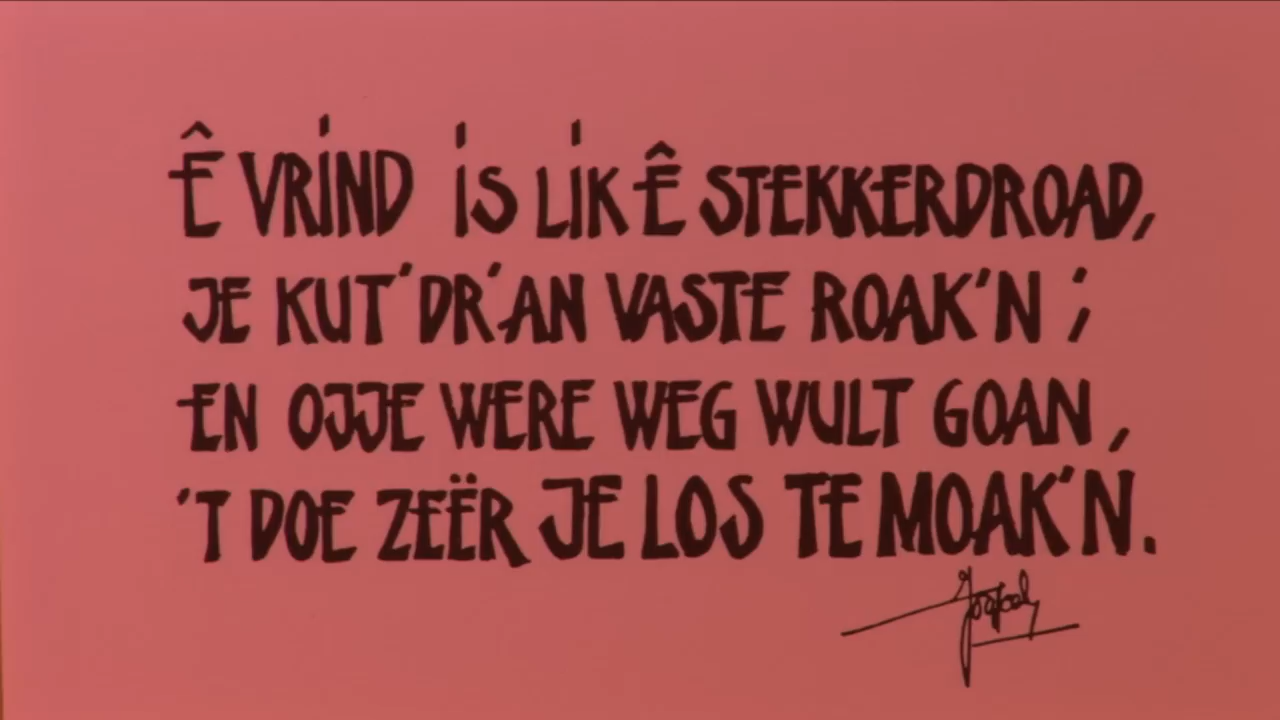 Ê VRIND IS LIK Ê STEKKERDROAD,
JE KUT'DR'AN VASTE ROAK'N ;
EN OJJE WERE WEG WULT GOAN,
'T DOE ZEËR JE LOS TE MOAK'N.